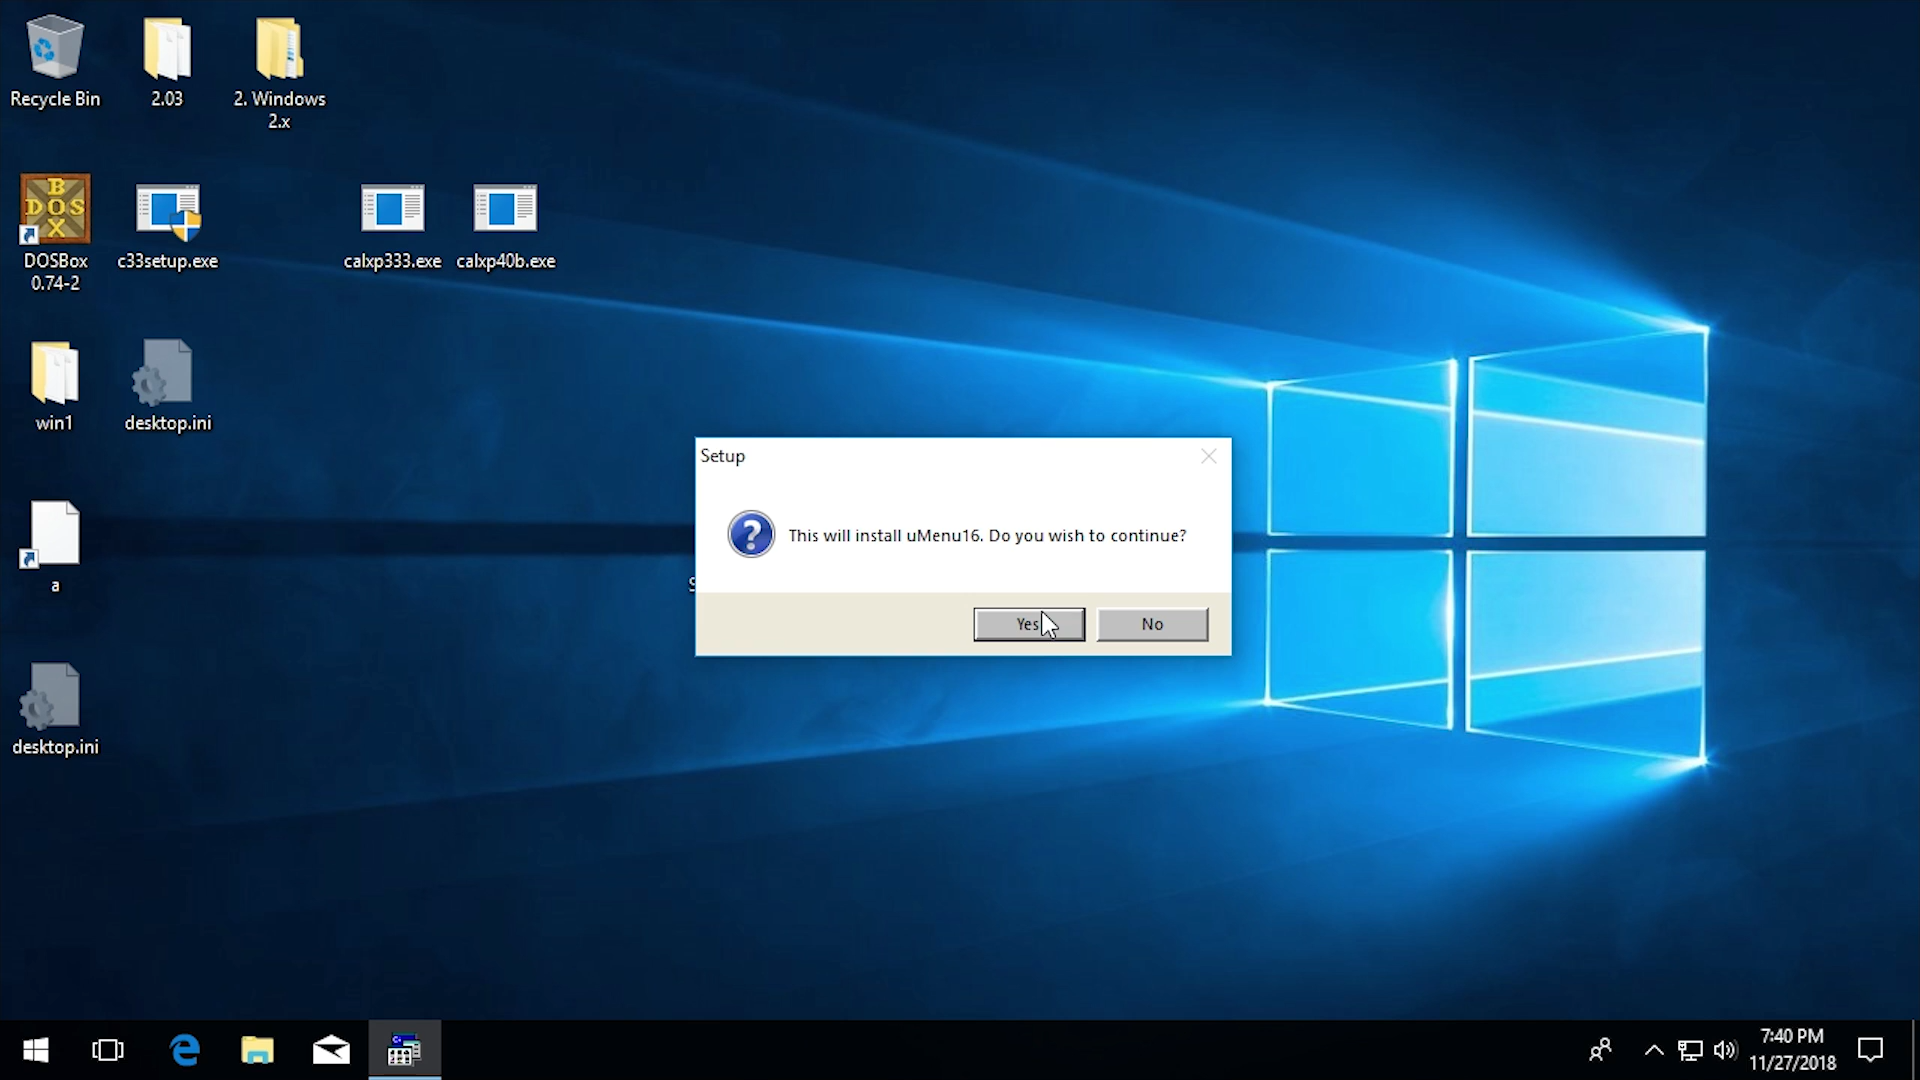 Recycle Bin
2.03
2. Windows
2.x
BOX
DOS
DOSBox
0.74-2
c33setup.exe
calxp333.exe
calxp40b.exe
win1
desktop.ini
a
desktop.ini
Setup
This will install uMenu16. Do you wish to continue?
Yes
No
7:40 PM
11/27/2018